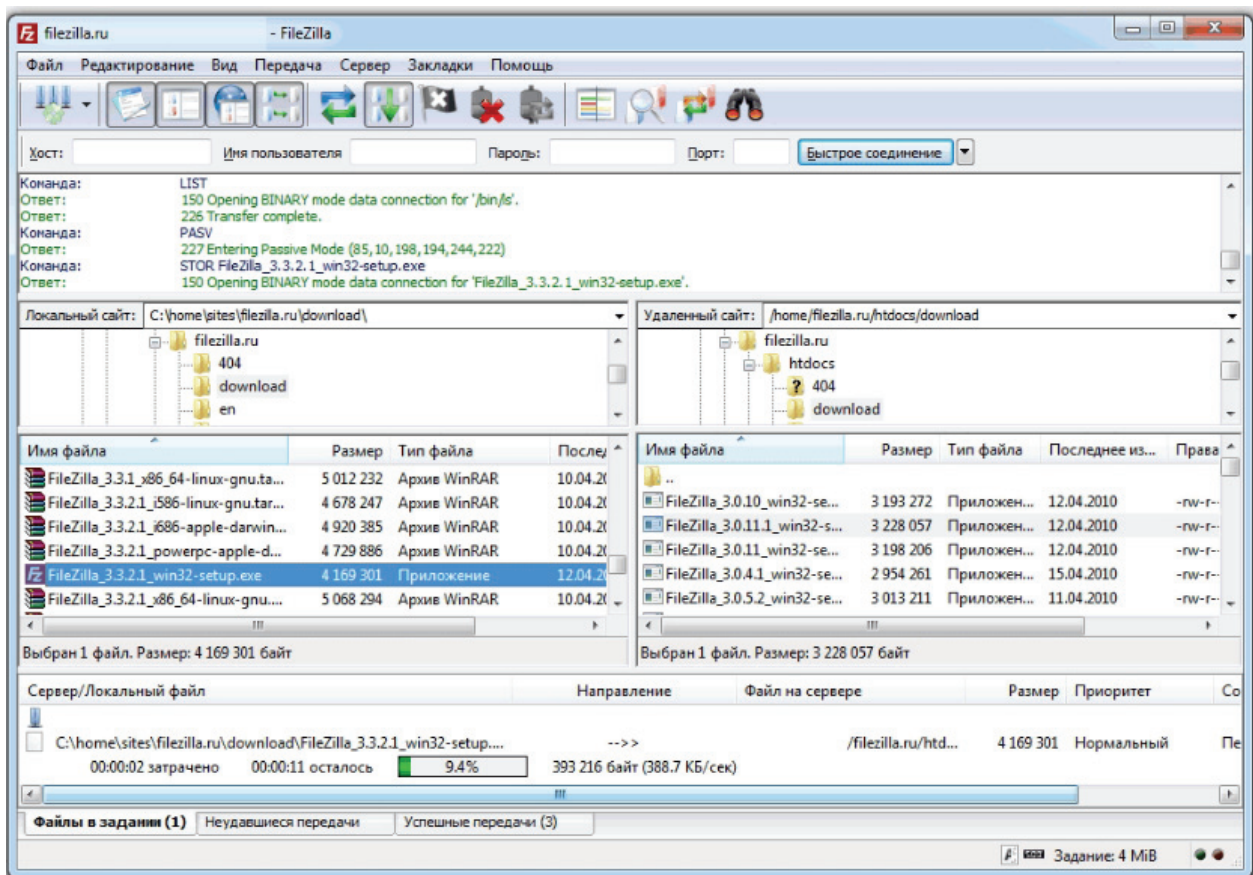 filezilla.ru - FileZilla
Файл Редактирование Вид Передача Сервер Закладки Помощь
Хост: Имя пользователя Пароль: Порт: Быстрое соединение
Команда: LIST
Ответ: 150 Opening BINARY mode data connection for '/bin/ls'.
Ответ: 226 Transfer complete.
Команда: PASV
Ответ: 227 Entering Passive Mode (85,10,198,194,244,222)
Команда: STOR FileZilla_3.3.2.1_win32-setup.exe
Ответ: 150 Opening BINARY mode data connection for 'FileZilla_3.3.2.1_win32-setup.exe'.
Локальный сайт: C:\home\sites\filezilla.ru\download\
filezilla.ru
404
download
en
Удаленный сайт: /home/filezilla.ru/htdocs/download
filezilla.ru
htdocs
? 404
download
Имя файла Размер Тип файла Послед
FileZilla_3.3.1_x86_64-linux-gnu.ta... 5 012 232 Архив WinRAR 10.04.20
FileZilla_3.3.2.1_i586-linux-gnu.tar... 4 678 247 Архив WinRAR 10.04.20
FileZilla_3.3.2.1_i686-apple-darwin... 4 920 385 Архив WinRAR 10.04.20
FileZilla_3.3.2.1_powerpc-apple-d... 4 729 886 Архив WinRAR 10.04.20
FileZilla_3.3.2.1_win32-setup.exe 4 169 301 Приложение 12.04.20
FileZilla_3.3.2.1_x86_64-linux-gnu.... 5 068 294 Архив WinRAR 10.04.20
Выбран 1 файл. Размер: 4 169 301 байт
Имя файла Размер Тип файла Последнее из... Права
..
FileZilla_3.0.10_win32-se... 3 193 272 Приложен... 12.04.2010 -rw-r--
FileZilla_3.0.11.1_win32-s... 3 228 057 Приложен... 12.04.2010 -rw-r--
FileZilla_3.0.11_win32-se... 3 198 206 Приложен... 12.04.2010 -rw-r--
FileZilla_3.0.4.1_win32-se... 2 954 261 Приложен... 15.04.2010 -rw-r--
FileZilla_3.0.5.2_win32-se... 3 013 211 Приложен... 11.04.2010 -rw-r--
Выбран 1 файл. Размер: 3 228 057 байт
Сервер/Локальный файл Направление Файл на сервере Размер Приоритет Со
C:\home\sites\filezilla.ru\download\FileZilla_3.3.2.1_win32-setup.... -->> /filezilla.ru/htd... 4 169 301 Нормальный Пе
00:00:02 затрачено 00:00:11 осталось 9.4% 393 216 байт (388.7 КБ/сек)
Файлы в задании (1) Неудавшиеся передачи Успешные передачи (3)
Задание: 4 MiB